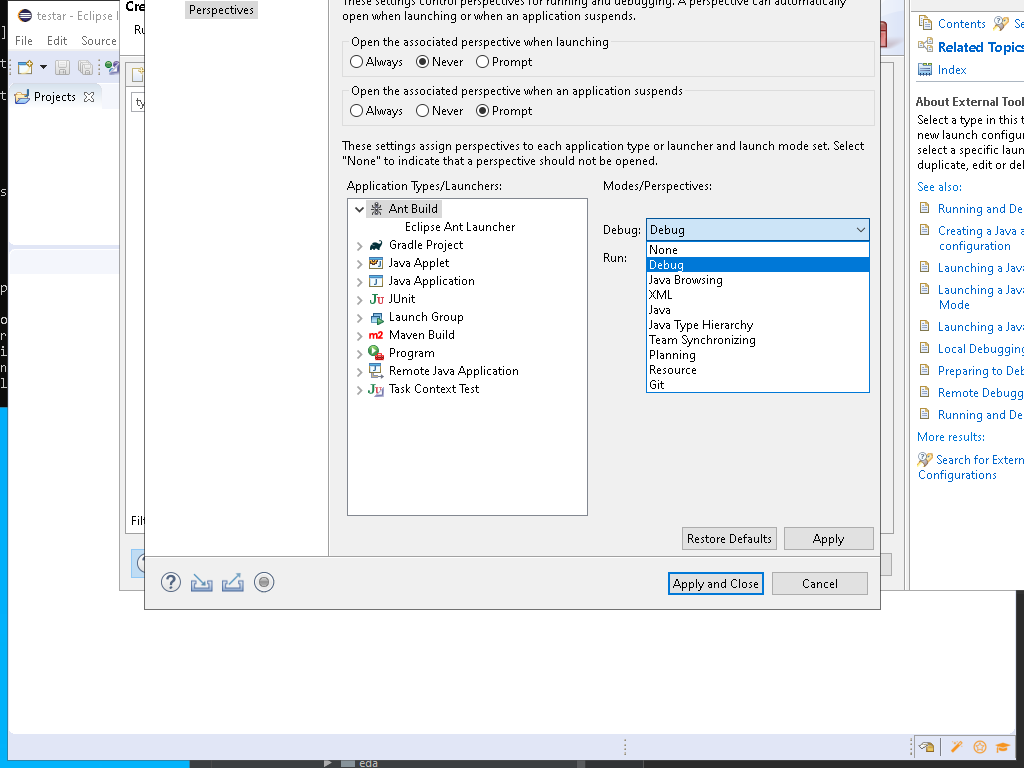 testar - Eclipse I
File Edit Source
Projects
Cre
Ru
ty
Filt
Perspectives
These settings control perspectives for running and debugging. A perspective can automatically
open when launching or when an application suspends.
Open the associated perspective when launching
Always Never Prompt
Open the associated perspective when an application suspends
Always Never Prompt
These settings assign perspectives to each application type or launcher and launch mode set. Select
"None" to indicate that a perspective should not be opened.
Application Types/Launchers:
Ant Build
Eclipse Ant Launcher
Gradle Project
Java Applet
Java Application
JUnit
Launch Group
Maven Build
Program
Remote Java Application
Task Context Test
Modes/Perspectives:
Debug: Debug
Run:
None
Debug
Java Browsing
XML
Java
Java Type Hierarchy
Team Synchronizing
Planning
Resource
Git
Restore Defaults Apply
Apply and Close Cancel
Contents Se
Related Topics
Index
About External Tool
Select a type in this t
new launch configur
select a specific laun
duplicate, edit or del
See also:
Running and De
Creating a Java a
configuration
Launching a Java
Launching a Java
Mode
Launching a Java
Local Debugging
Preparing to Deb
Remote Debugg
Running and De
More results:
Search for Extern
Configurations
eda